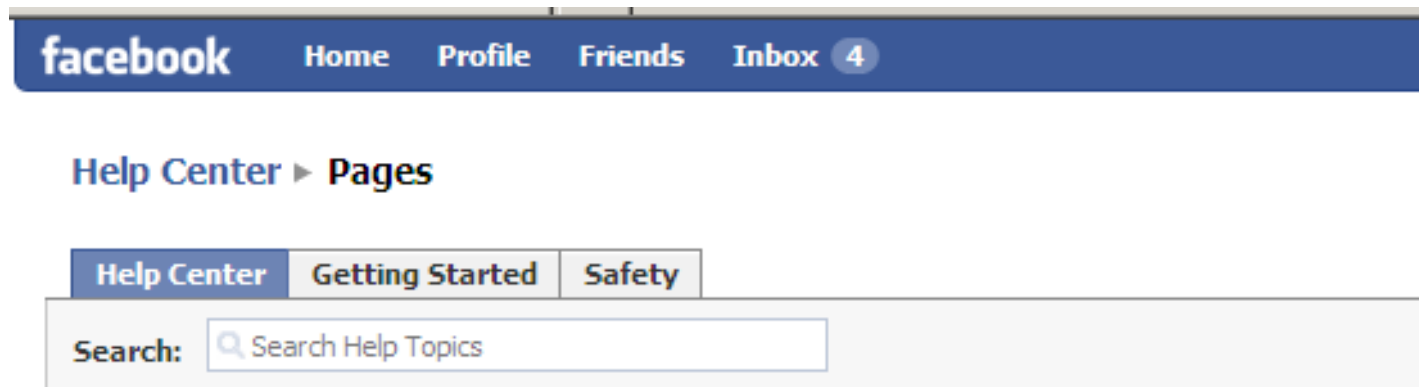 facebook Home Profile Friends Inbox 4
Help Center ▸ Pages
Help Center Getting Started Safety
Search: Search Help Topics